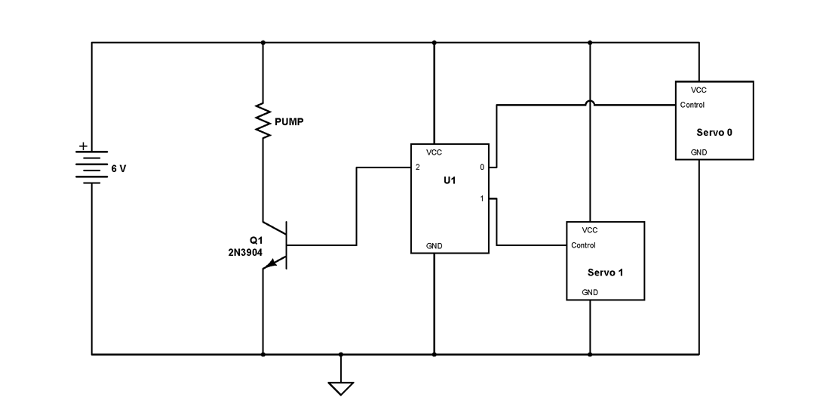 +
6 V
PUMP
Q1
2N3904
VCC
2
0
U1
1
GND
VCC
Control
Servo 0
GND
VCC
Control
Servo 1
GND